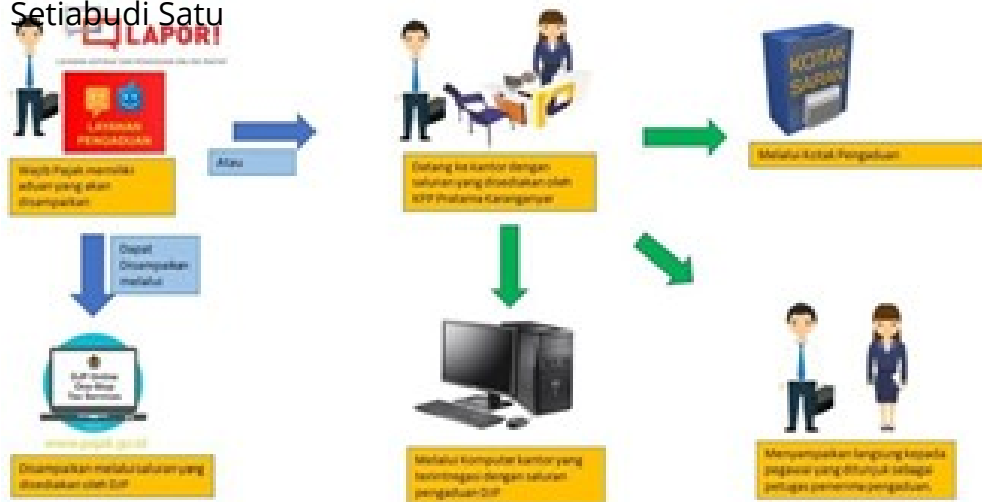 Setiabudi Satu
LAPOR!
LAYANAN
PENGADUAN
Wajib Pajak memiliki
aduan yang akan
disampaikan
Atau
Datang ke kantor dengan
saluran yang disediakan oleh
KPP Pratama Karanganyar
KOTAK
SARAN
Melalui Kotak Pengaduan
Dapat
Disampaikan
melalui
DJP Online
One-Stop
Tax Services
www.pajak.go.id
Disampaikan melalui saluran yang
disediakan oleh DJP
Melalui Komputer kantor yang
terintregasi dengan saluran
pengaduan DJP
Menyampaikan langsung kepada
pegawai yang ditunjuk sebagai
petugas penerima pengaduan.